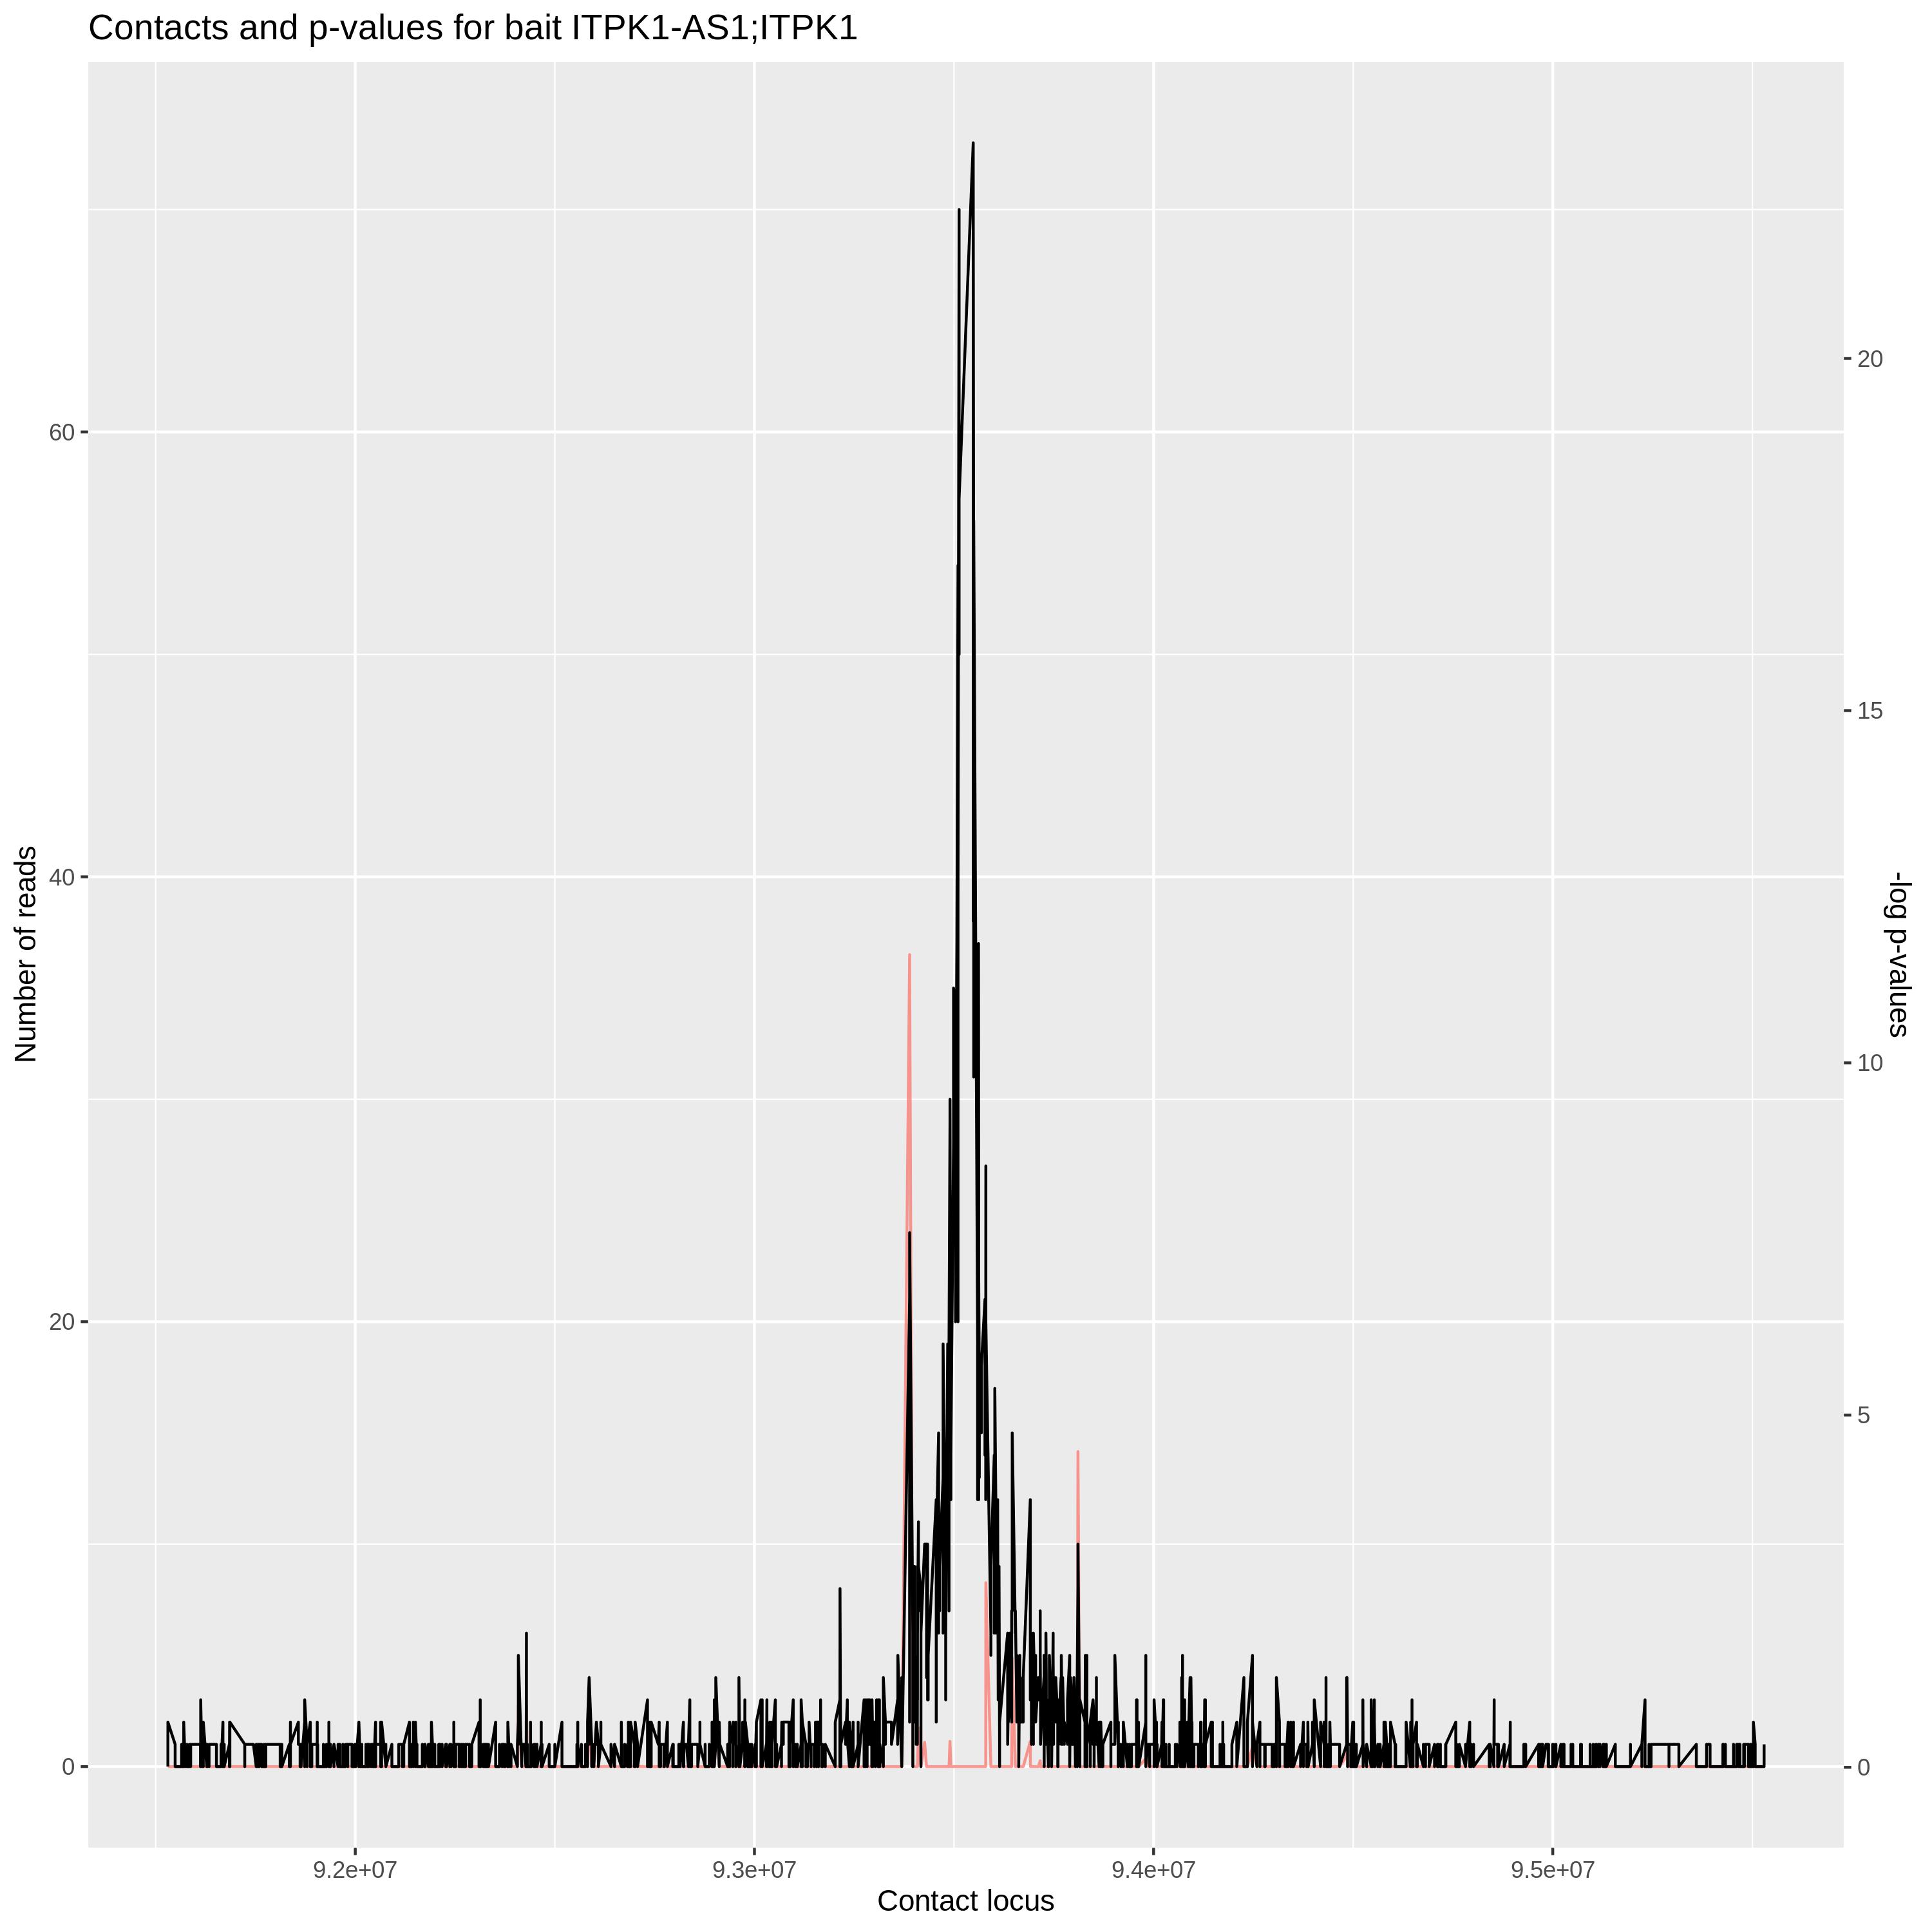 Contacts and p-values for bait ITPK1-AS1;ITPK1
60
40
20
0
Number of reads
20
15
10
5
0
-log p-values
9.2e+07
9.3e+07
9.4e+07
9.5e+07
Contact locus